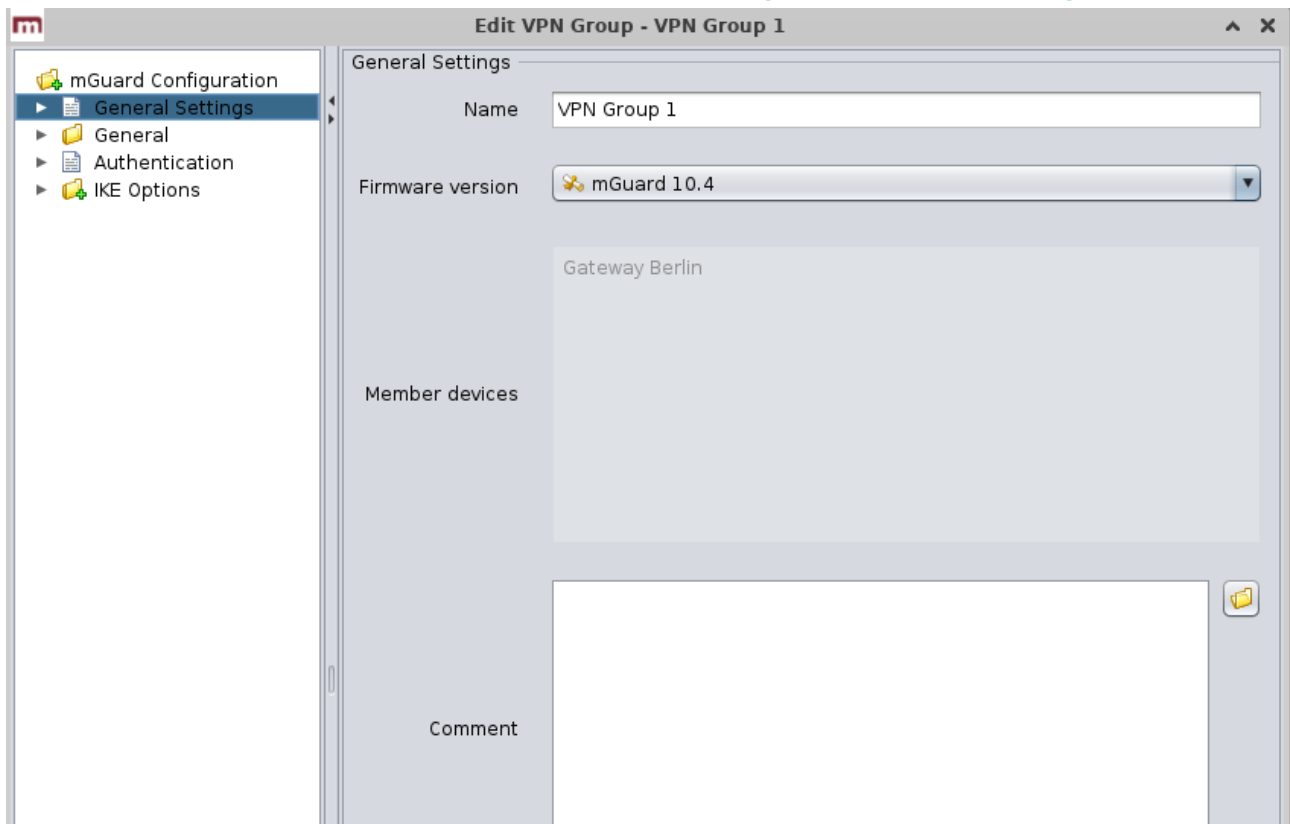 m
Edit VPN Group - VPN Group 1
mGuard Configuration
General Settings
General
Authentication
IKE Options
General Settings
Name
VPN Group 1
Firmware version
mGuard 10.4
Member devices
Gateway Berlin
Comment